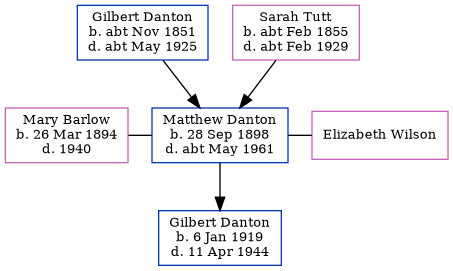 Gilbert Danton
b. abt Nov 1851
d. abt May 1925
Sarah Tutt
b. abt Feb 1855
d. abt Feb 1929
Mary Barlow
b. 26 Mar 1894
d. 1940
Matthew Danton
b. 28 Sep 1898
d. abt May 1961
Elizabeth Wilson
Gilbert Danton
b. 6 Jan 1919
d. 11 Apr 1944